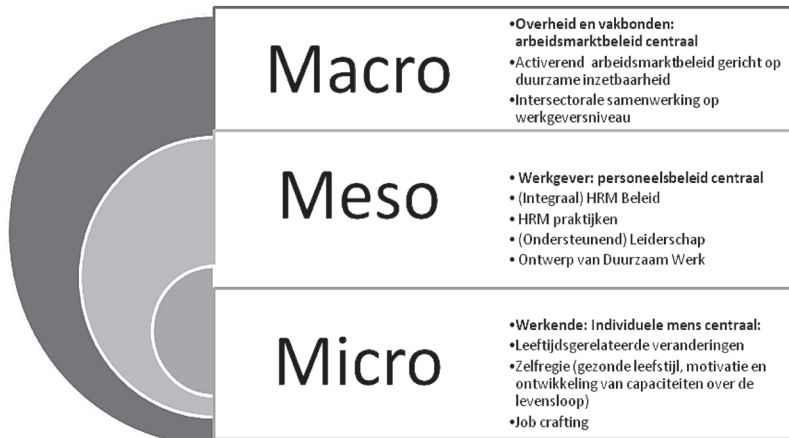 Macro
•Overheid en vakbonden:
arbeidsmarktbeleid centraal
•Activerend arbeidsmarktbeleid gericht op
duurzame inzetbaarheid
•Intersectorale samenwerking op
werkgeversniveau
Meso
• Werkgever: personeelsbeleid centraal
• (Integraal) HRM Beleid
• HRM praktijken
• (Ondersteunend) Leiderschap
• Ontwerp van Duurzaam Werk
Micro
•Werkende: Individuele mens centraal:
•Leeftijdsgerelateerde veranderingen
•Zelfregie (gezonde leefstijl, motivatie en
ontwikkeling van capaciteiten over de
levensloop)
•Job crafting